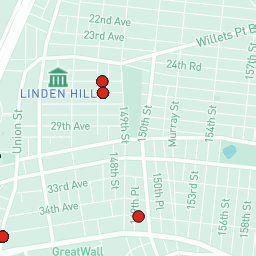 22nd Ave
23rd Ave
Willets Pt B
24th Rd
157th St
LINDEN HILL
149th St
150th St
Murray St
154th St
Union St
29th Ave
148th St
33rd Ave
150th Pl
153rd St
156th St
158th St
34th Ave
th Pl
GreatWall